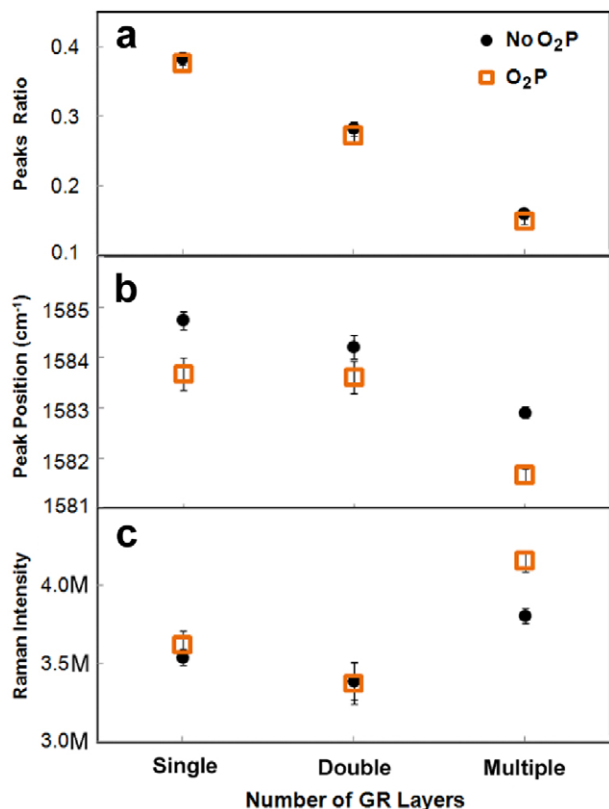 a
No O₂P
O₂P
0.4
0.3
0.2
0.1
Peaks Ratio
b
1585
1584
1583
1582
1581
Peak Position (cm⁻¹)
c
4.0M
3.5M
3.0M
Raman Intensity
Single Double Multiple
Number of GR Layers